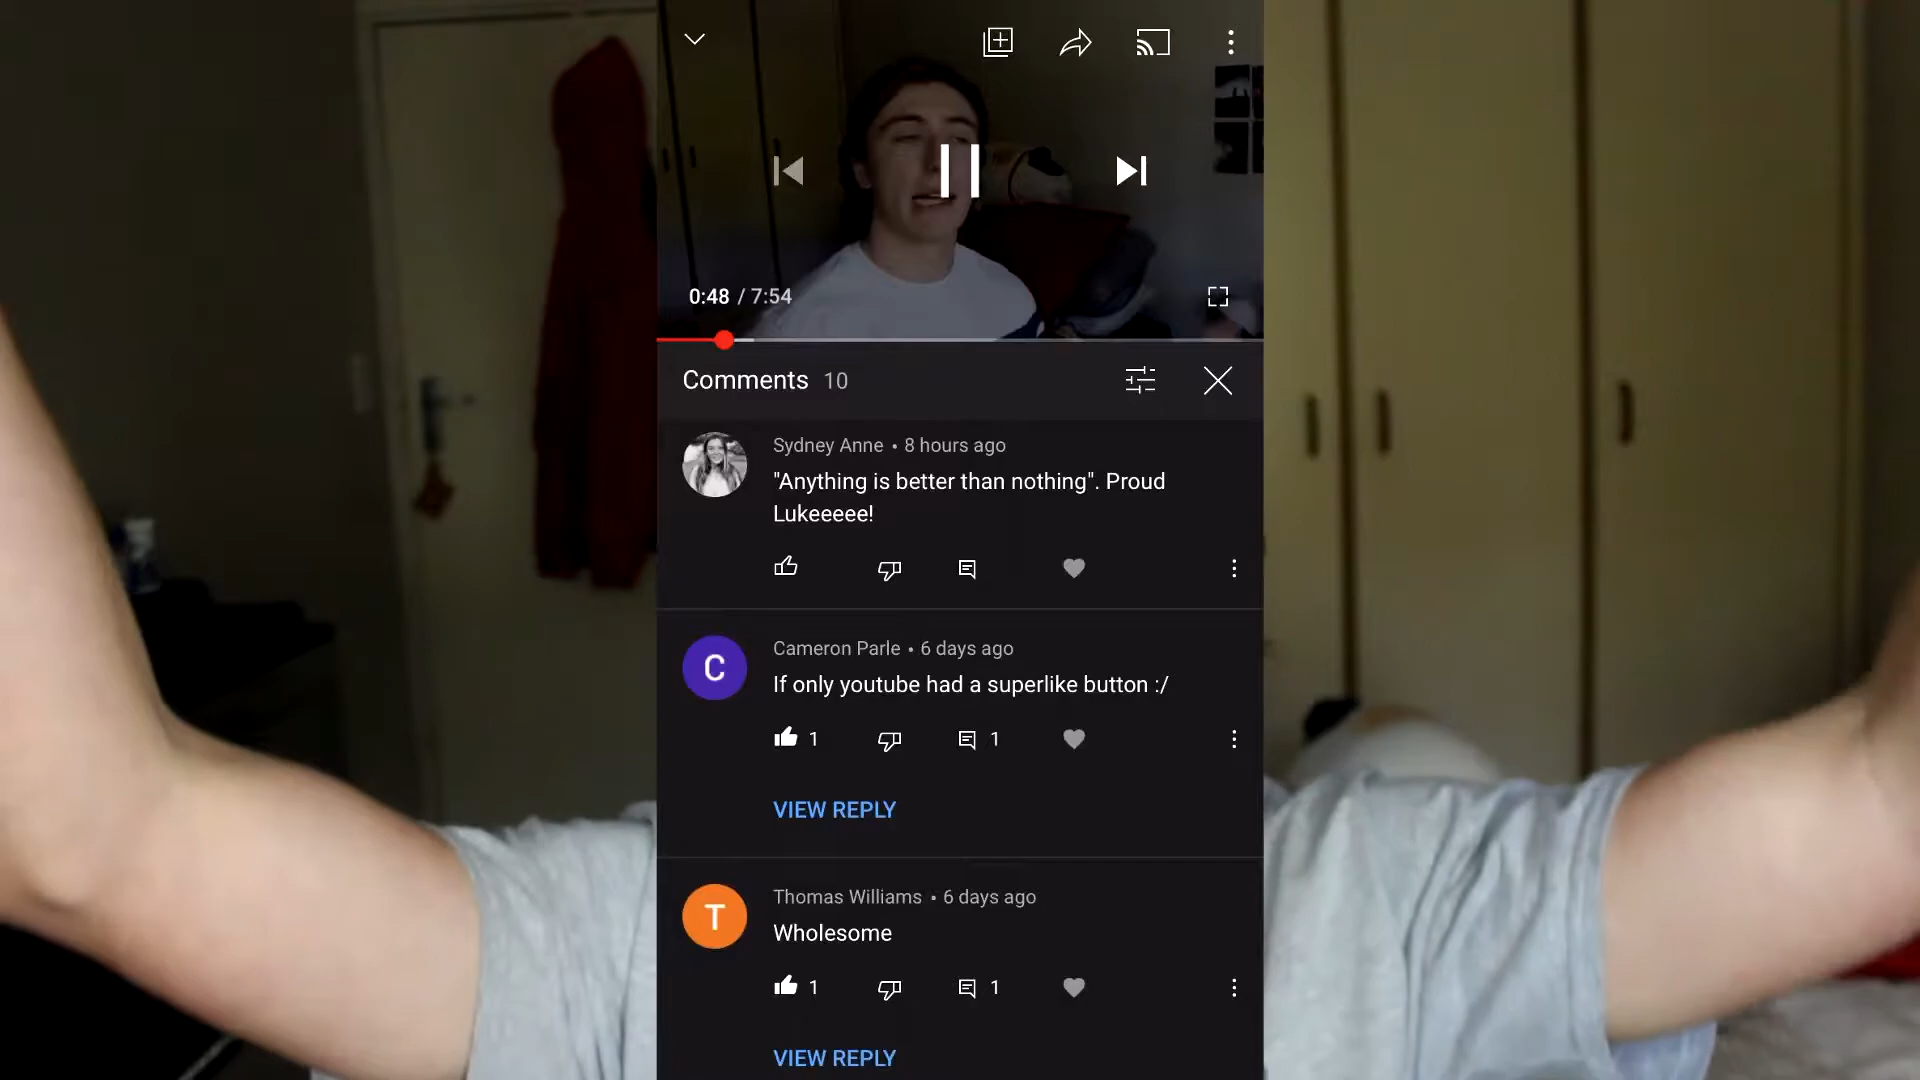 0:48 / 7:54
Comments 10
Sydney Anne • 8 hours ago
"Anything is better than nothing". Proud
Lukeeeee!
C
Cameron Parle • 6 days ago
If only youtube had a superlike button :/
1 1
VIEW REPLY
T
Thomas Williams • 6 days ago
Wholesome
1 1
VIEW REPLY